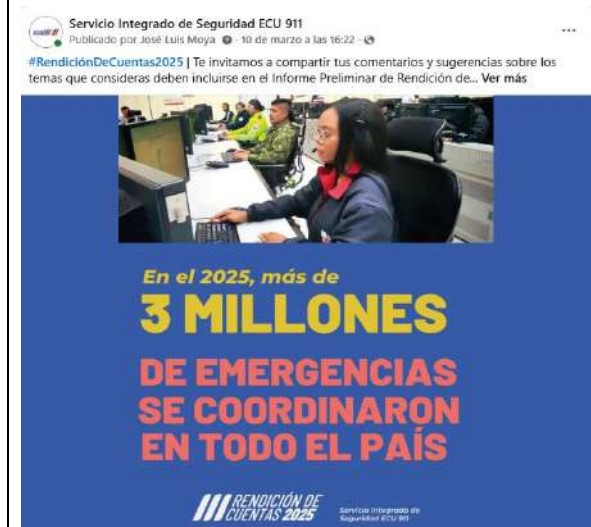 Servicio Integrado de Seguridad ECU 911
Publicado por José Luis Moya · 10 de marzo a las 16:22 ·
#RendiciónDeCuentas2025 | Te invitamos a compartir tus comentarios y sugerencias sobre los
temas que consideras deben incluirse en el Informe Preliminar de Rendición de... Ver más
En el 2025, más de
3 MILLONES
DE EMERGENCIAS
SE COORDINARON
EN TODO EL PAÍS
RENDICIÓN DE
CUENTAS 2025
Servicio Integrado de
Seguridad ECU 911